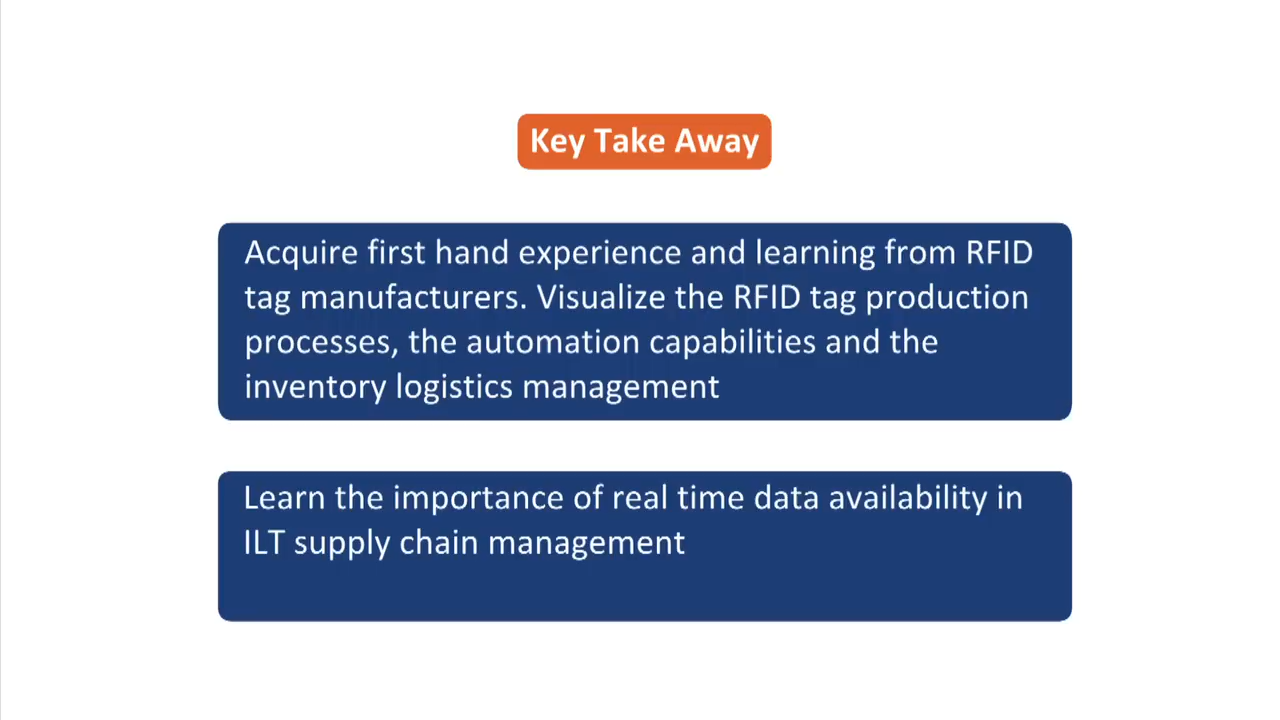 Key Take Away
Acquire first hand experience and learning from RFID
tag manufacturers. Visualize the RFID tag production
processes, the automation capabilities and the
inventory logistics management
Learn the importance of real time data availability in
ILT supply chain management